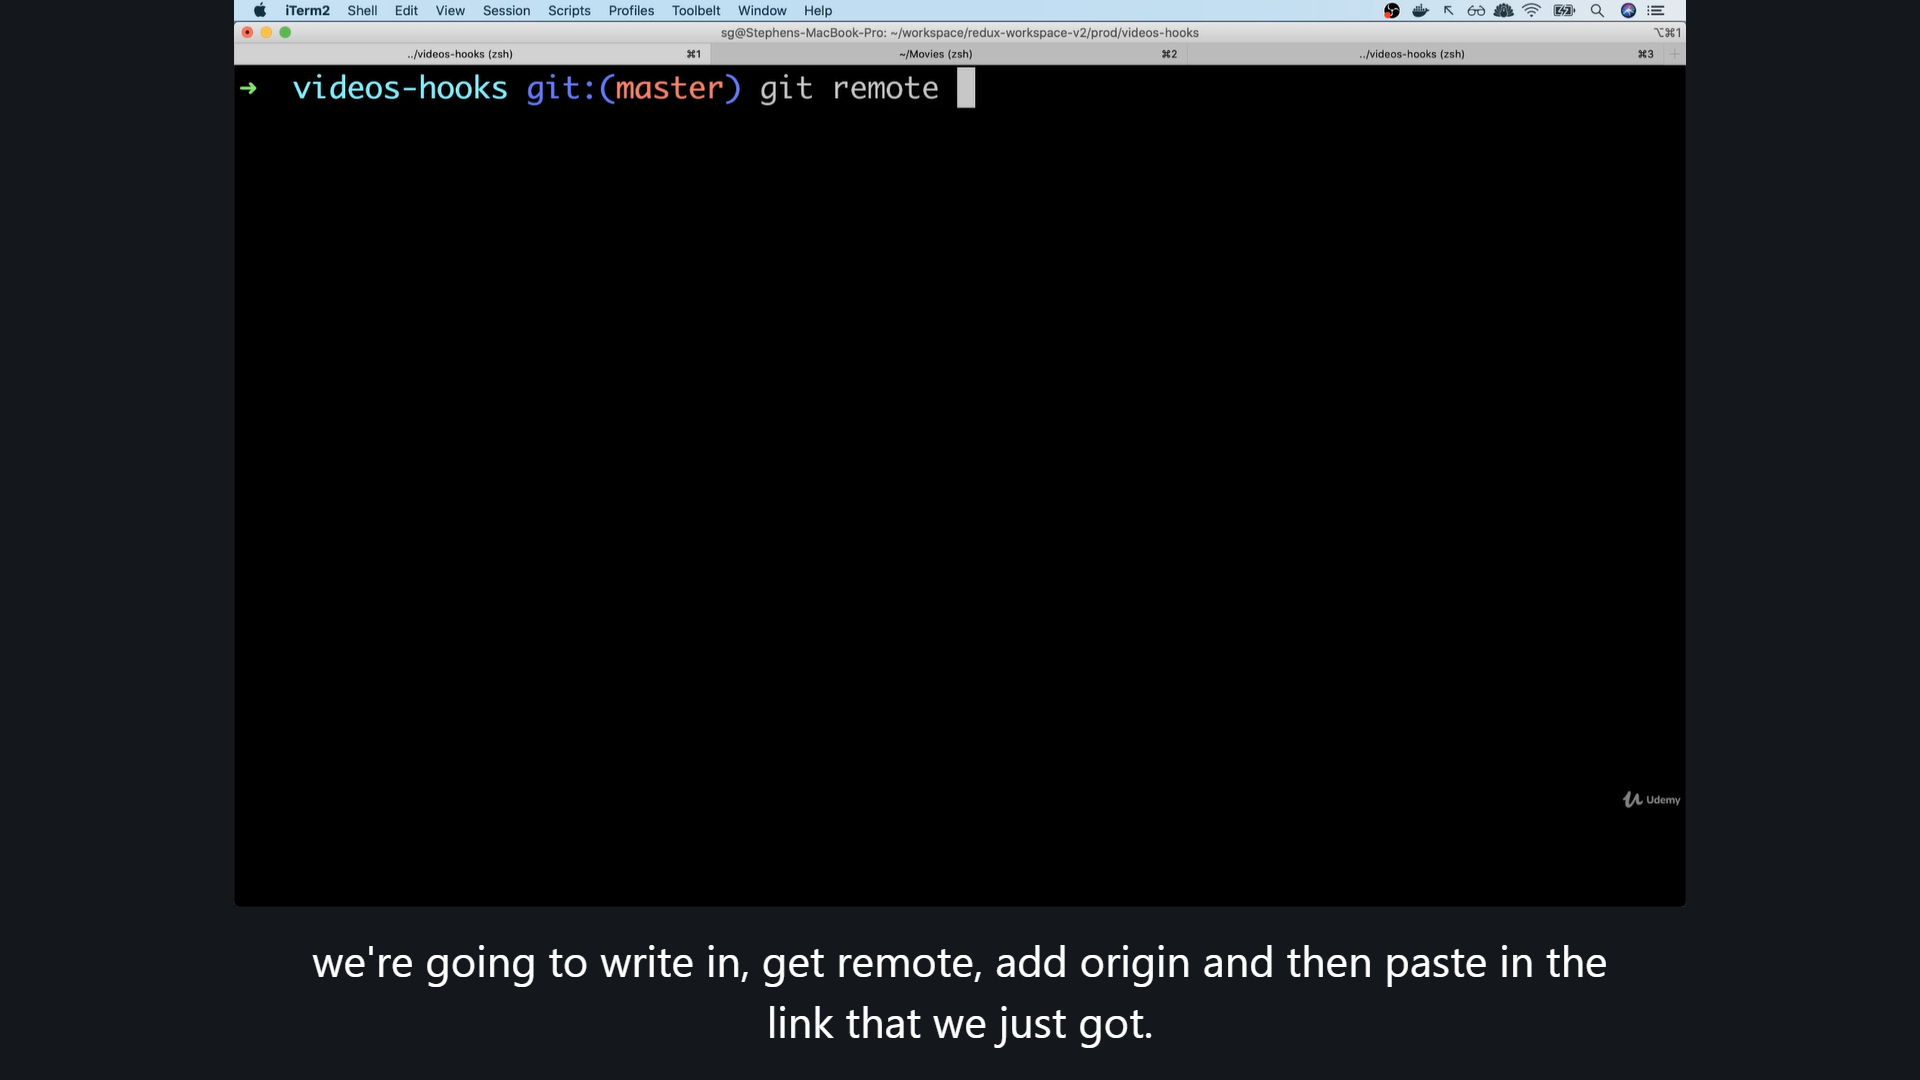 iTerm2 Shell Edit View Session Scripts Profiles Toolbelt Window Help
sg@Stephens-MacBook-Pro: ~/workspace/redux-workspace-v2/prod/videos-hooks ⌥⌘1
../videos-hooks (zsh) ⌘1 ~/Movies (zsh) ⌘2 ../videos-hooks (zsh) ⌘3 +
➜ videos-hooks git:(master) git remote
Udemy
we're going to write in, get remote, add origin and then paste in the
link that we just got.